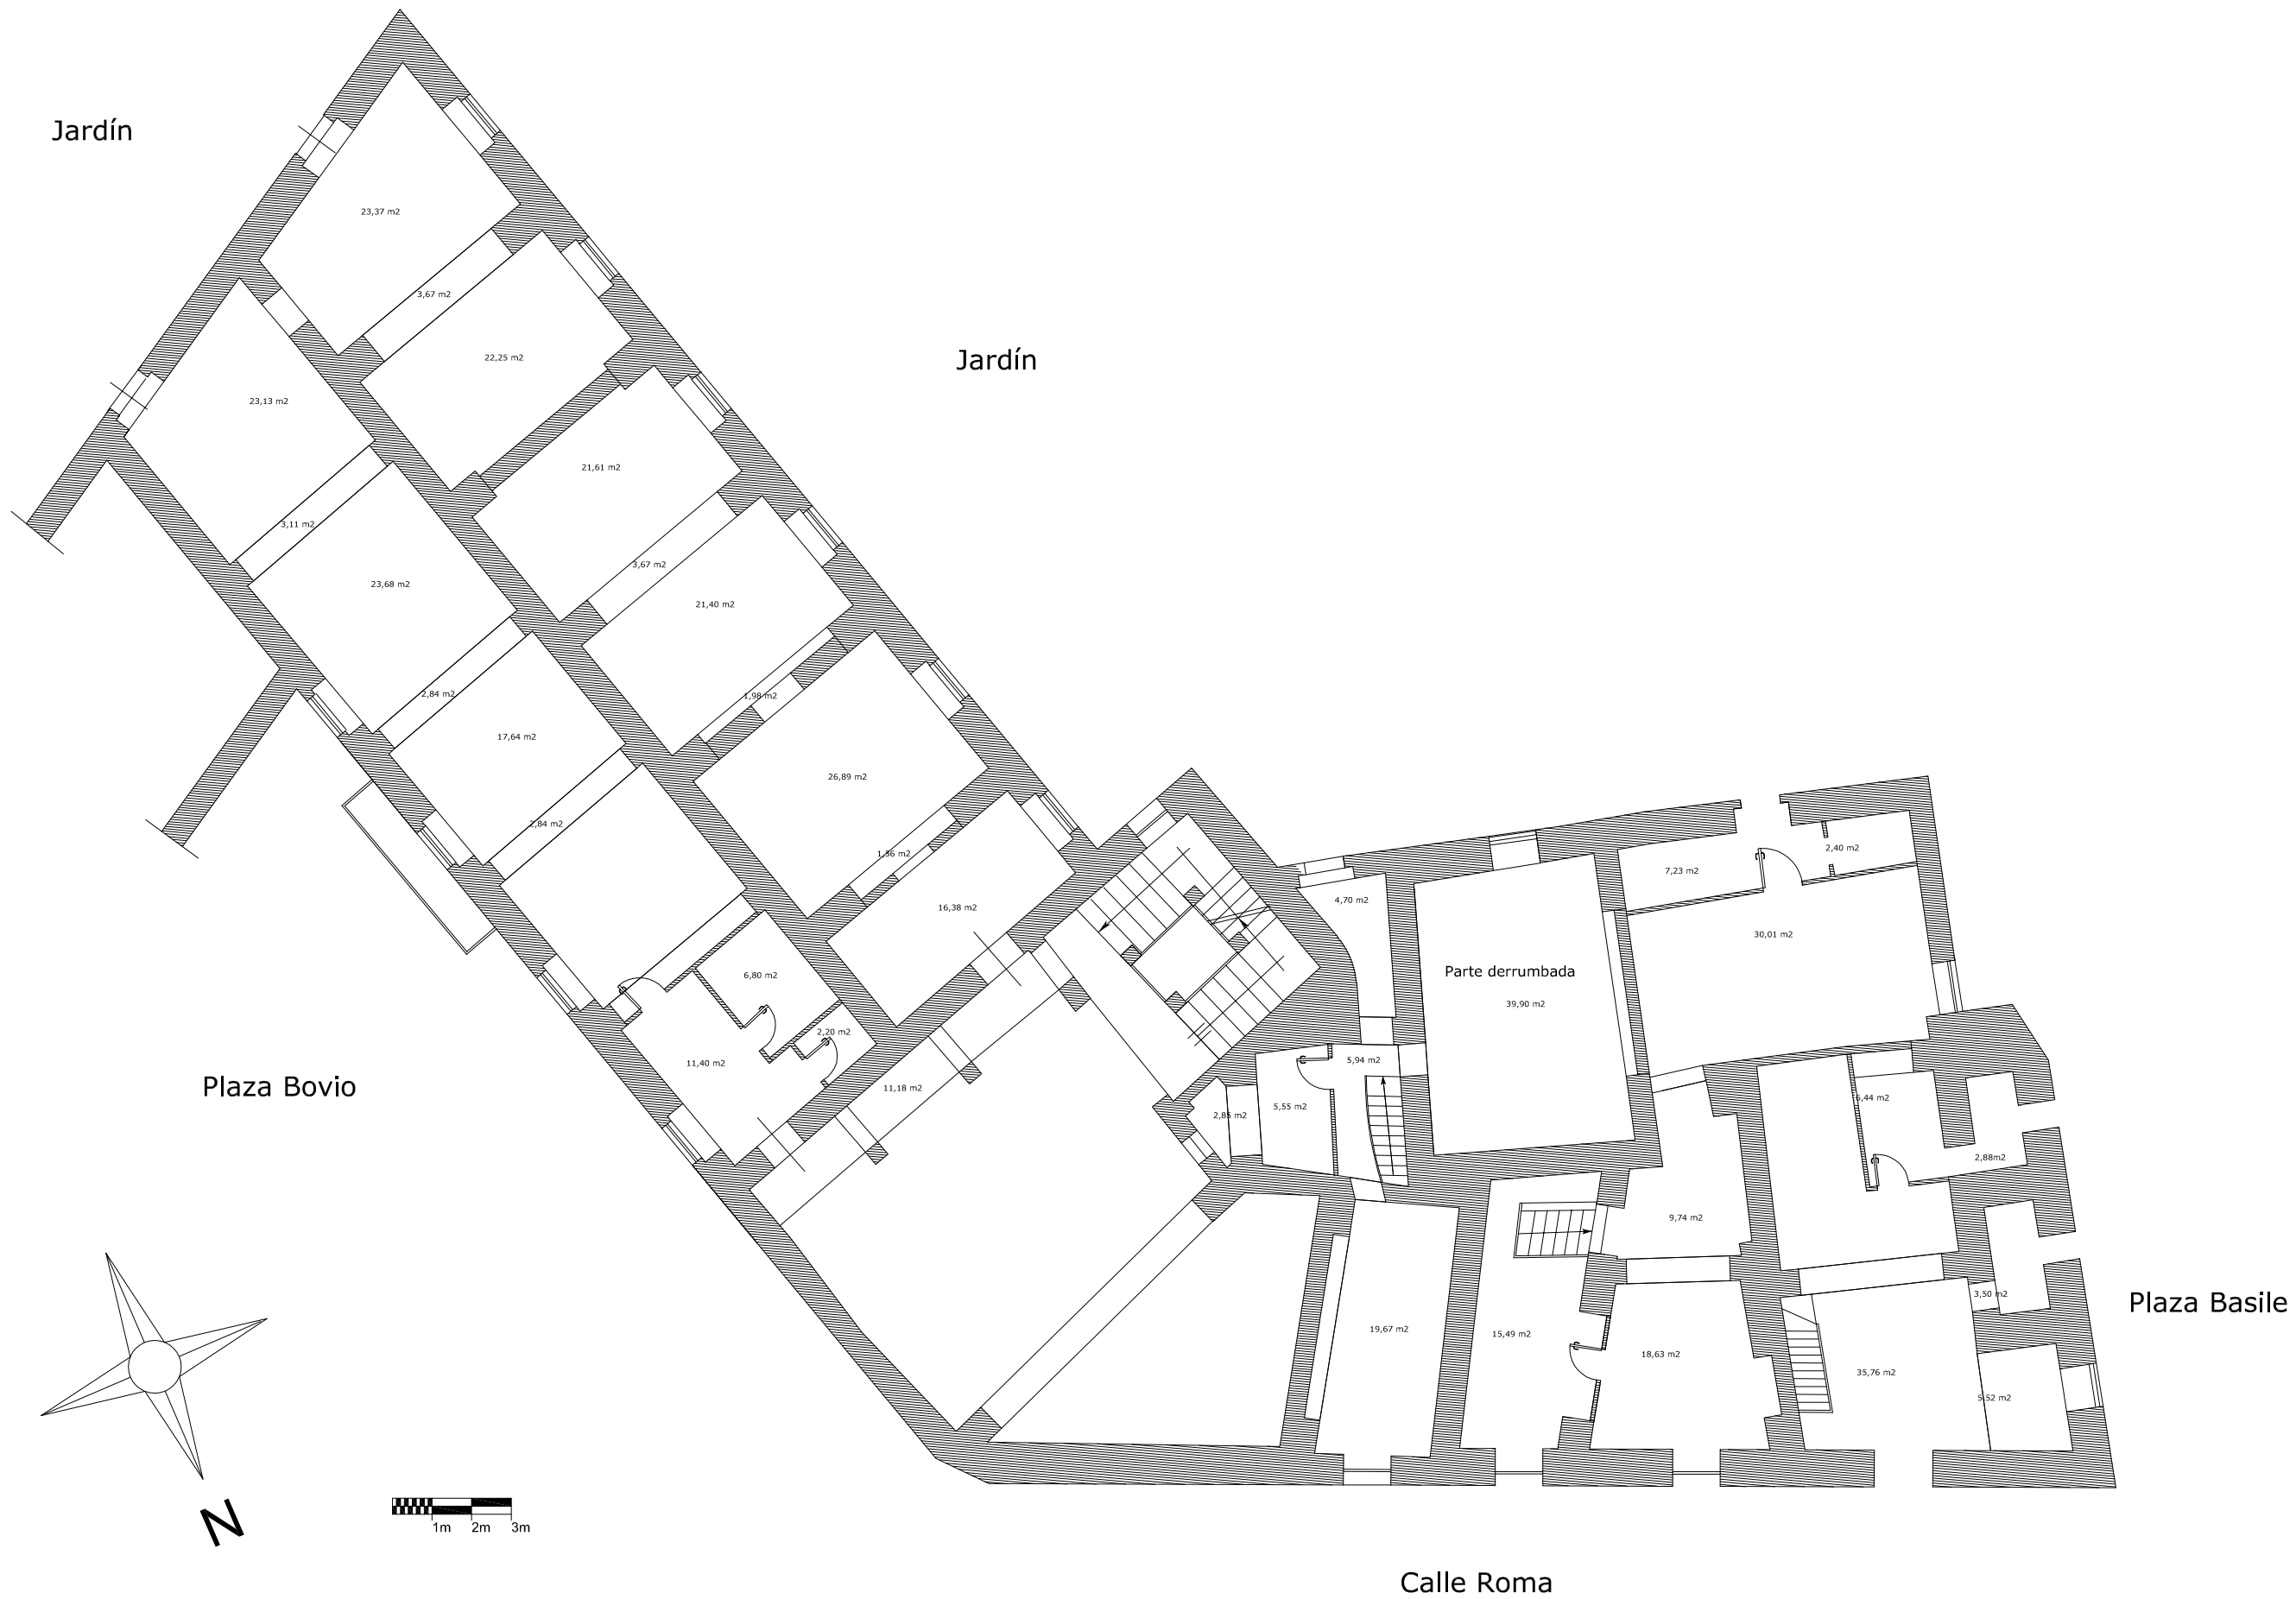 Jardín
23,37 m2
3,67 m2
22,25 m2
Jardín
23,13 m2
21,61 m2
3,11 m2
3,67 m2
23,68 m2
21,40 m2
2,84 m2
1,98 m2
17,64 m2
26,89 m2
2,84 m2
1,56 m2
2,40 m2
7,23 m2
4,70 m2
16,38 m2
30,01 m2
Parte derrumbada
6,80 m2
39,90 m2
2,20 m2
11,40 m2
5,94 m2
Plaza Bovio
11,18 m2
6,44 m2
5,55 m2
2,85 m2
2,88m2
9,74 m2
3,50 m2
Plaza Basile
19,67 m2
15,49 m2
18,63 m2
35,76 m2
5,52 m2
N
1m 2m 3m
Calle Roma